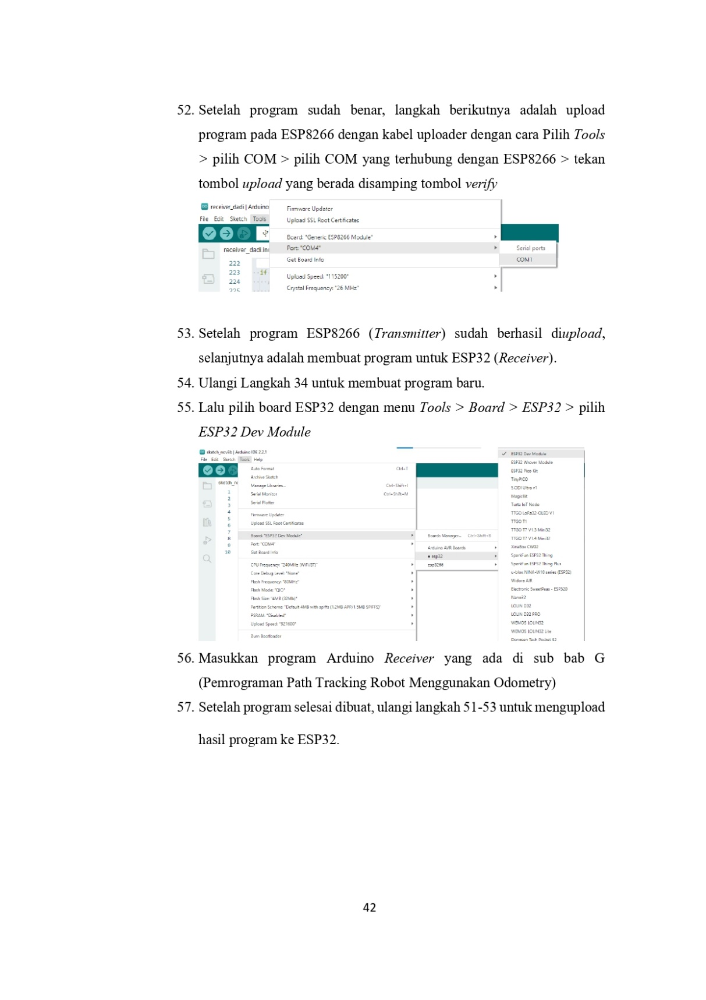 52. Setelah program sudah benar, langkah berikutnya adalah upload
program pada ESP8266 dengan kabel uploader dengan cara Pilih Tools
> pilih COM > pilih COM yang terhubung dengan ESP8266 > tekan
tombol upload yang berada disamping tombol verify
receiver_dadi | Arduino
File Edit Sketch Tools
receiver_dadi.in
222
223 if
224
225
Firmware Updater
Upload SSL Root Certificates
Board: "Generic ESP8266 Module"
Port: "COM4"
Get Board Info
Upload Speed: "115200"
Crystal Frequency: "26 MHz"
Serial ports
COM1
53. Setelah program ESP8266 (Transmitter) sudah berhasil diupload,
selanjutnya adalah membuat program untuk ESP32 (Receiver).
54. Ulangi Langkah 34 untuk membuat program baru.
55. Lalu pilih board ESP32 dengan menu Tools > Board > ESP32 > pilih
ESP32 Dev Module
sketch_nov3b | Arduino IDE 2.2.1
File Edit Sketch Tools Help
sketch_no
1
2
3
4
5
6
7
8
9
10
Auto Format Ctrl+T
Archive Sketch
Manage Libraries... Ctrl+Shift+I
Serial Monitor Ctrl+Shift+M
Serial Plotter
Firmware Updater
Upload SSL Root Certificates
Board: "ESP32 Dev Module"
Port: "COM4"
Get Board Info
CPU Frequency: "240MHz (WiFi/BT)"
Core Debug Level: "None"
Flash Frequency: "80MHz"
Flash Mode: "QIO"
Flash Size: "4MB (32Mb)"
Partition Scheme: "Default 4MB with spiffs (1.2MB APP/1.5MB SPIFFS)"
PSRAM: "Disabled"
Upload Speed: "921600"
Burn Bootloader
Boards Manager... Ctrl+Shift+B
Arduino AVR Boards
esp32
esp8266
ESP32 Dev Module
ESP32 Wrover Module
ESP32 Pico Kit
TinyPICO
S.ODI Ultra v1
MagicBit
Turta IoT Node
TTGO LoRa32-OLED V1
TTGO T1
TTGO T7 V1.3 Mini32
TTGO T7 V1.4 Mini32
XinaBox CW02
SparkFun ESP32 Thing
SparkFun ESP32 Thing Plus
u-blox NINA-W10 series (ESP32)
Widora AIR
Electronic SweetPeas - ESP320
Nano32
LOLIN D32
LOLIN D32 PRO
WEMOS LOLIN32
WEMOS LOLIN32 Lite
Dongsen Tech Pocket 32
56. Masukkan program Arduino Receiver yang ada di sub bab G
(Pemrograman Path Tracking Robot Menggunakan Odometry)
57. Setelah program selesai dibuat, ulangi langkah 51-53 untuk mengupload
hasil program ke ESP32.
42